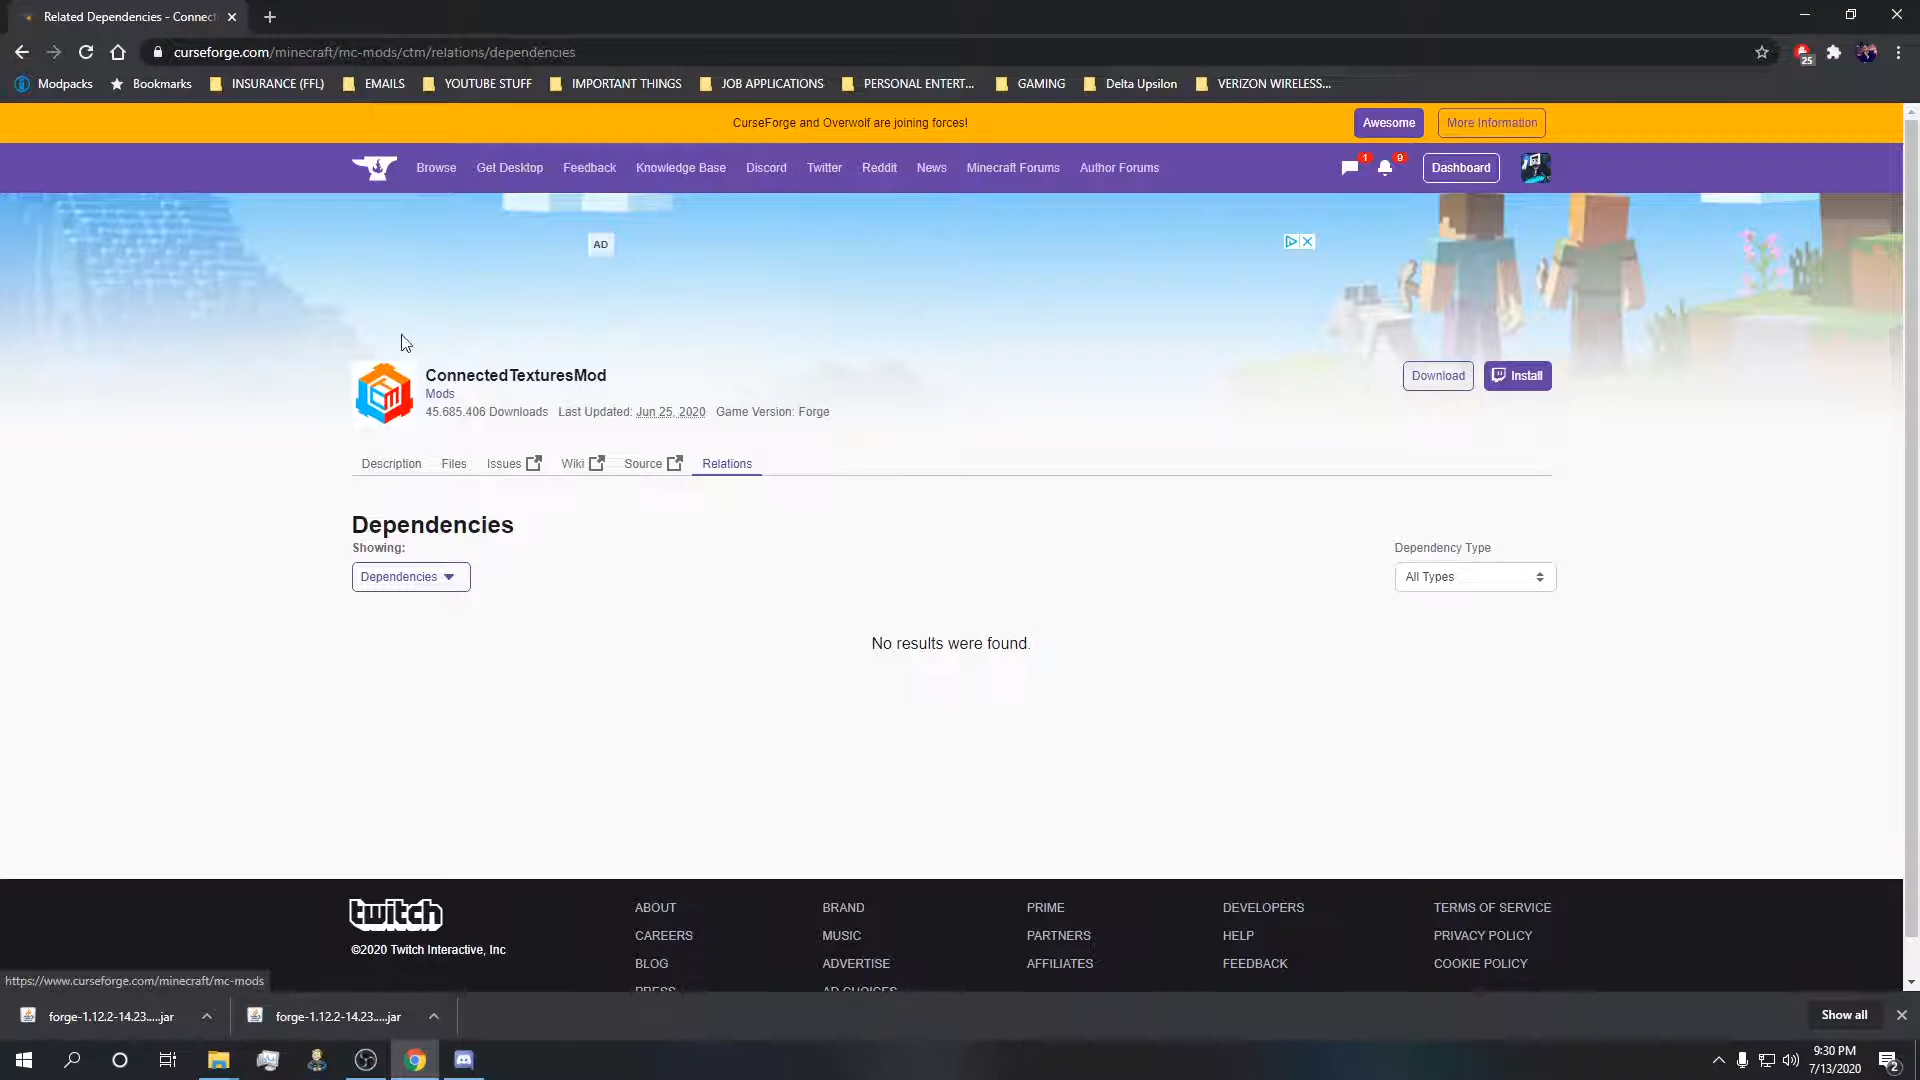 Related Dependencies - Connect
curseforge.com/minecraft/mc-mods/ctm/relations/dependencies
25
Modpacks Bookmarks INSURANCE (FFL) EMAILS YOUTUBE STUFF IMPORTANT THINGS JOB APPLICATIONS PERSONAL ENTERT... GAMING Delta Upsilon VERIZON WIRELESS...
CurseForge and Overwolf are joining forces! Awesome More Information
Browse Get Desktop Feedback Knowledge Base Discord Twitter Reddit News Minecraft Forums Author Forums 1 9 Dashboard
AD
ConnectedTexturesMod
Mods
45.685.406 Downloads Last Updated: Jun 25, 2020 Game Version: Forge
Download Install
Description Files Issues Wiki Source Relations
Dependencies
Showing:
Dependencies
Dependency Type
All Types
No results were found.
twitch
©2020 Twitch Interactive, Inc
ABOUT BRAND PRIME DEVELOPERS TERMS OF SERVICE
CAREERS MUSIC PARTNERS HELP PRIVACY POLICY
BLOG ADVERTISE AFFILIATES FEEDBACK COOKIE POLICY
PRESS AD CHOICES
https://www.curseforge.com/minecraft/mc-mods
forge-1.12.2-14.23.....jar forge-1.12.2-14.23.....jar Show all
9:30 PM
7/13/2020
2